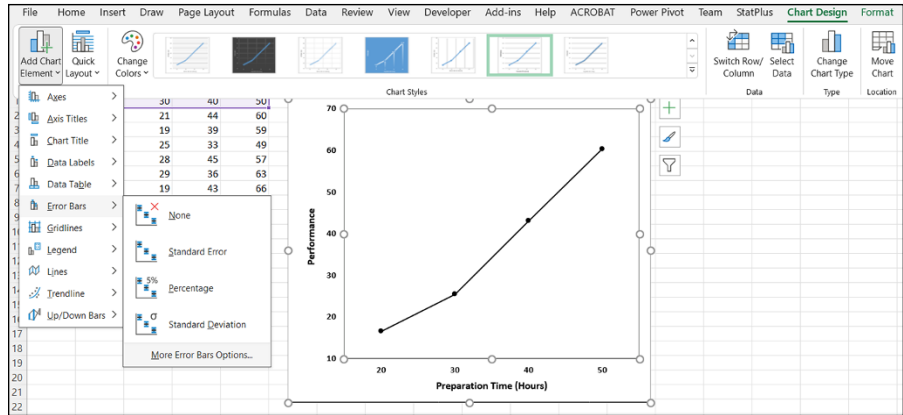 File Home Insert Draw Page Layout Formulas Data Review View Developer Add-ins Help ACROBAT Power Pivot Team StatPlus Chart Design Format
Add Chart Element
Quick Layout
Change Colors
Switch Row/ Column
Select Data
Change Chart Type
Move Chart
Chart Styles
Data
Type
Location
Axes
Axis Titles
Chart Title
Data Labels
Data Table
Error Bars
Gridlines
Legend
Lines
Trendline
Up/Down Bars
None
Standard Error
5%
Percentage
σ
Standard Deviation
More Error Bars Options...
30 40 50
21 44 60
19 39 59
25 33 49
28 45 57
29 36 63
19 43 66
17
18
19
20
21
22
70
60
50
40
30
20
10
Performance
20 30 40 50
Preparation Time (Hours)